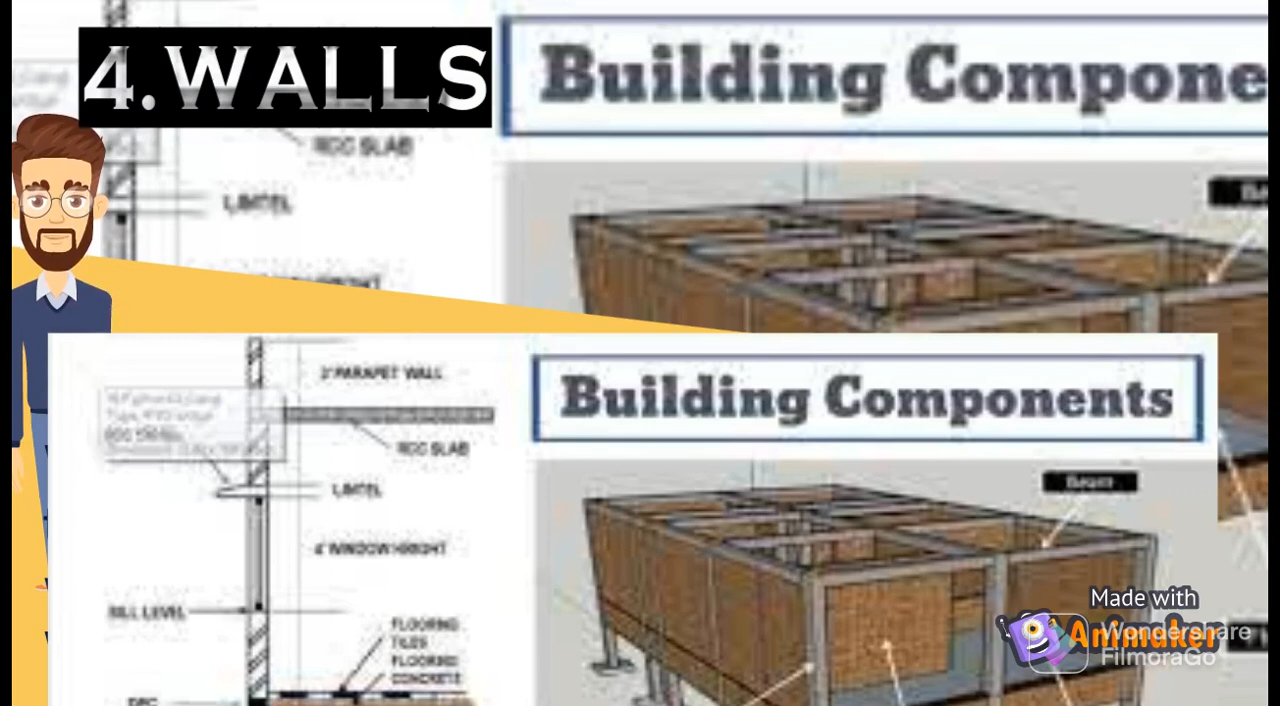 4.WALLS
Building Compone
RCC SLAB
LINTEL
3' PARAPET WALL
Building Components
RCC SLAB
LINTEL
Beam
4' WINDOW HEIGHT
SILL LEVEL
FLOORING
TILES
FLOORING
CONCRETE
DPC
Made with
Animaker
Wondershare
FilmoraGo